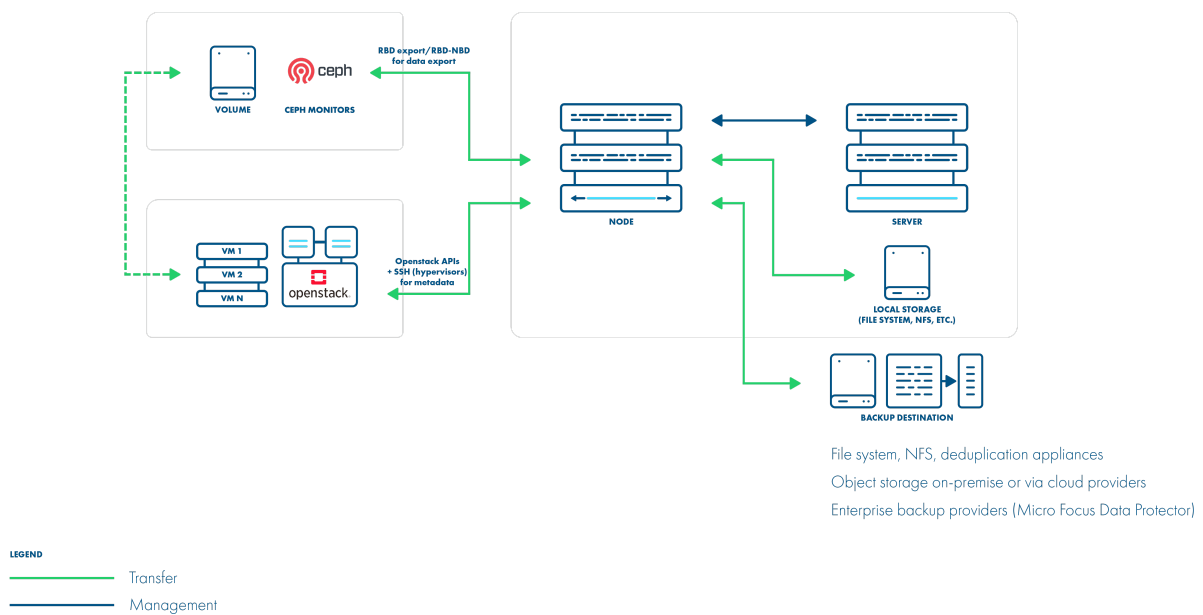 RBD export/RBD-NBD
for data export
ceph
VOLUME
CEPH MONITORS
NODE
SERVER
VM 1
VM 2
VM N
openstack.
Openstack APIs
+ SSH (hypervisors)
for metadata
LOCAL STORAGE
(FILE SYSTEM, NFS, ETC.)
BACKUP DESTINATION
File system, NFS, deduplication appliances
Object storage on-premise or via cloud providers
Enterprise backup providers (Micro Focus Data Protector)
LEGEND
Transfer
Management